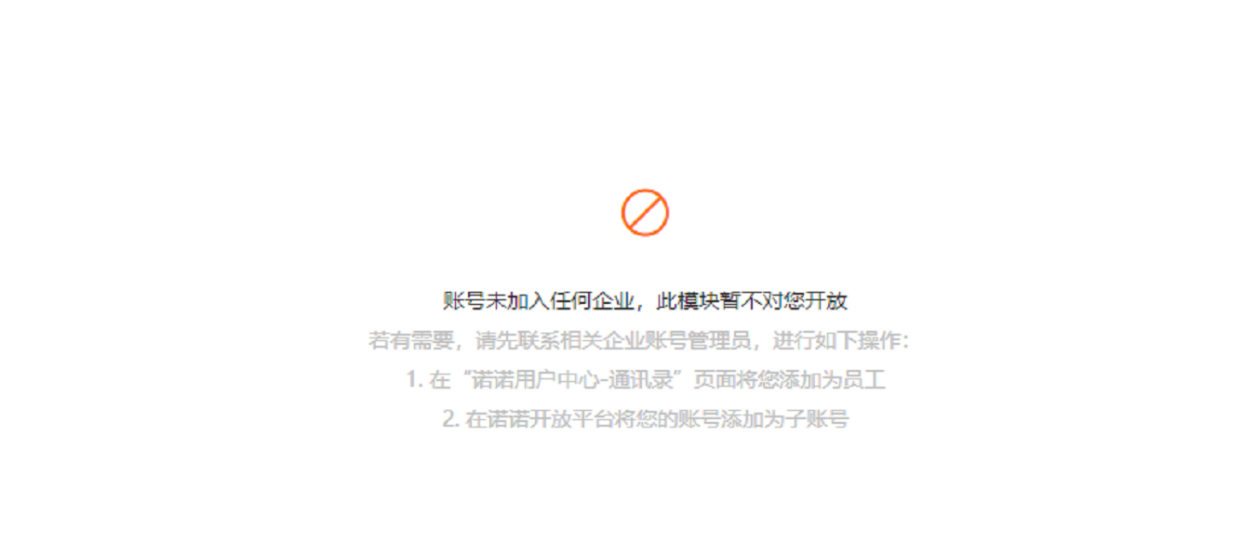 账号未加入任何企业，此模块暂不对您开放
若有需要，请先联系相关企业账号管理员，进行如下操作：
1. 在“诺诺用户中心-通讯录”页面将您添加为员工
2. 在诺诺开放平台将您的账号添加为子账号